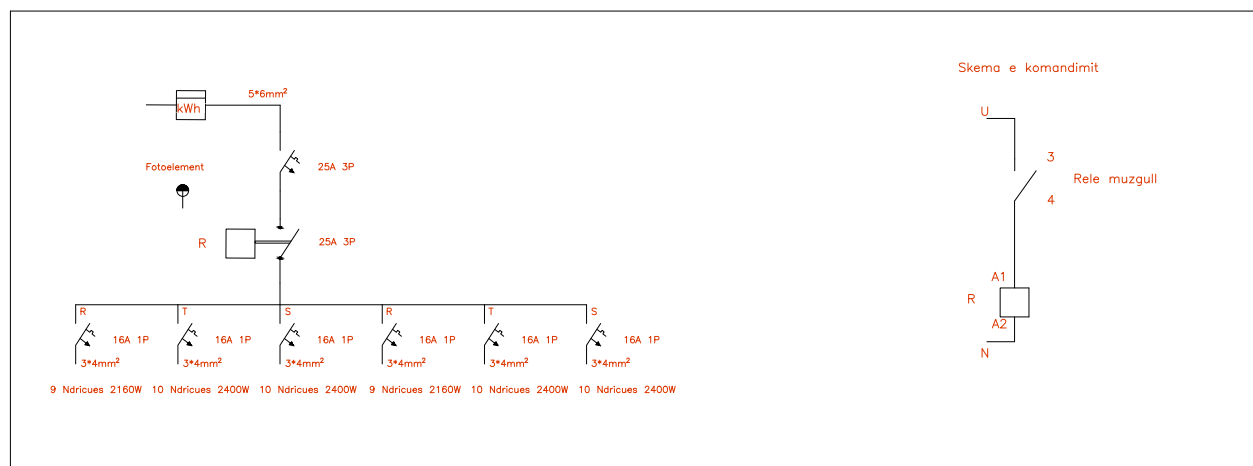 Skema e komandimit
5*6mm²
kWh
U
3
Fotoelement
25A 3P
Rele muzgull
4
R
25A 3P
A1
R
A2
N
R T S R T S
16A 1P 16A 1P 16A 1P 16A 1P 16A 1P 16A 1P
3*4mm² 3*4mm² 3*4mm² 3*4mm² 3*4mm² 3*4mm²
9 Ndricues 2160W 10 Ndricues 2400W 10 Ndricues 2400W 9 Ndricues 2160W 10 Ndricues 2400W 10 Ndricues 2400W